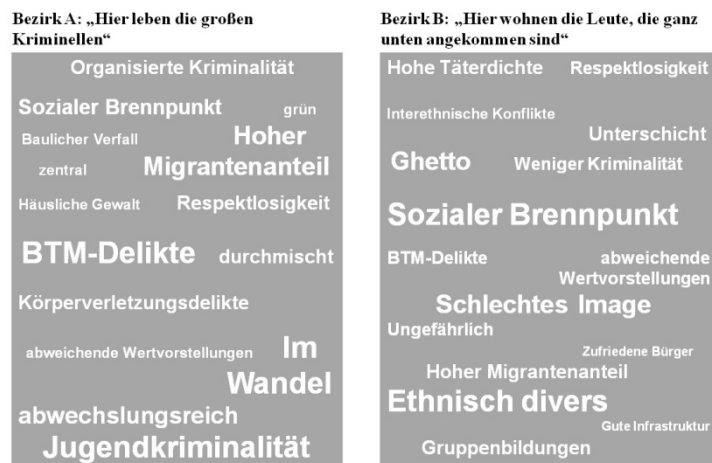 Bezirk A: „Hier leben die großen
Kriminellen“
Organisierte Kriminalität
Sozialer Brennpunkt grün
Baulicher Verfall Hoher
zentral Migrantenanteil
Häusliche Gewalt Respektlosigkeit
BTM-Delikte durchmischt
Körperverletzungsdelikte
abweichende Wertvorstellungen Im
Wandel
abwechslungsreich
Jugendkriminalität
Bezirk B: „Hier wohnen die Leute, die ganz
unten angekommen sind“
Hohe Täterdichte Respektlosigkeit
Interethnische Konflikte
Unterschicht
Ghetto Weniger Kriminalität
Sozialer Brennpunkt
BTM-Delikte abweichende
Wertvorstellungen
Schlechtes Image
Ungefährlich
Zufriedene Bürger
Hoher Migrantenanteil
Ethnisch divers
Gute Infrastruktur
Gruppenbildungen